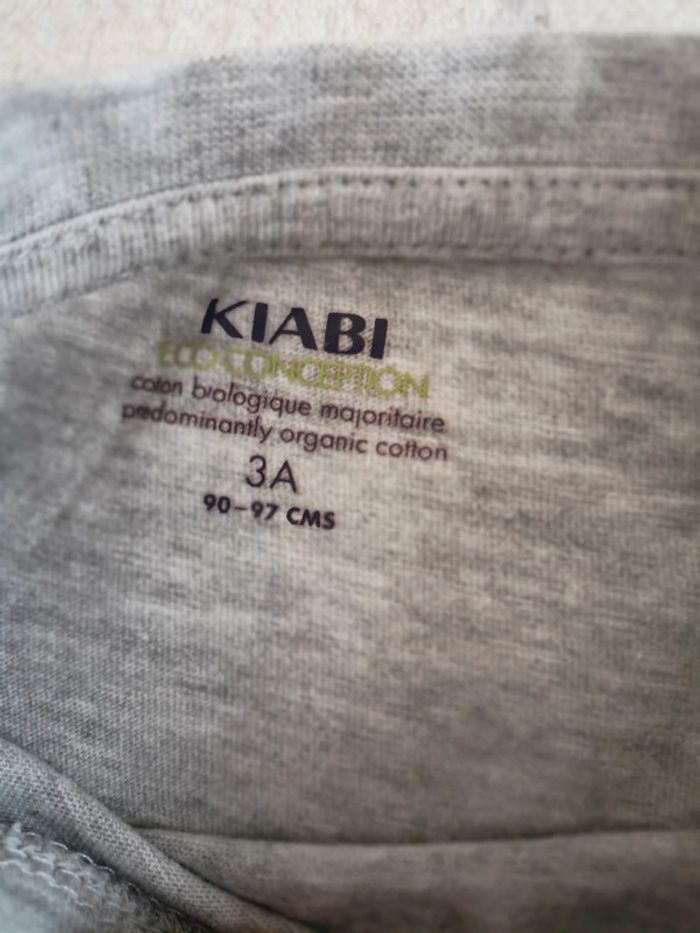 KIABI
ECO CONCEPTION
coton biologique majoritaire
predominantly organic cotton
3A
90-97 CMS